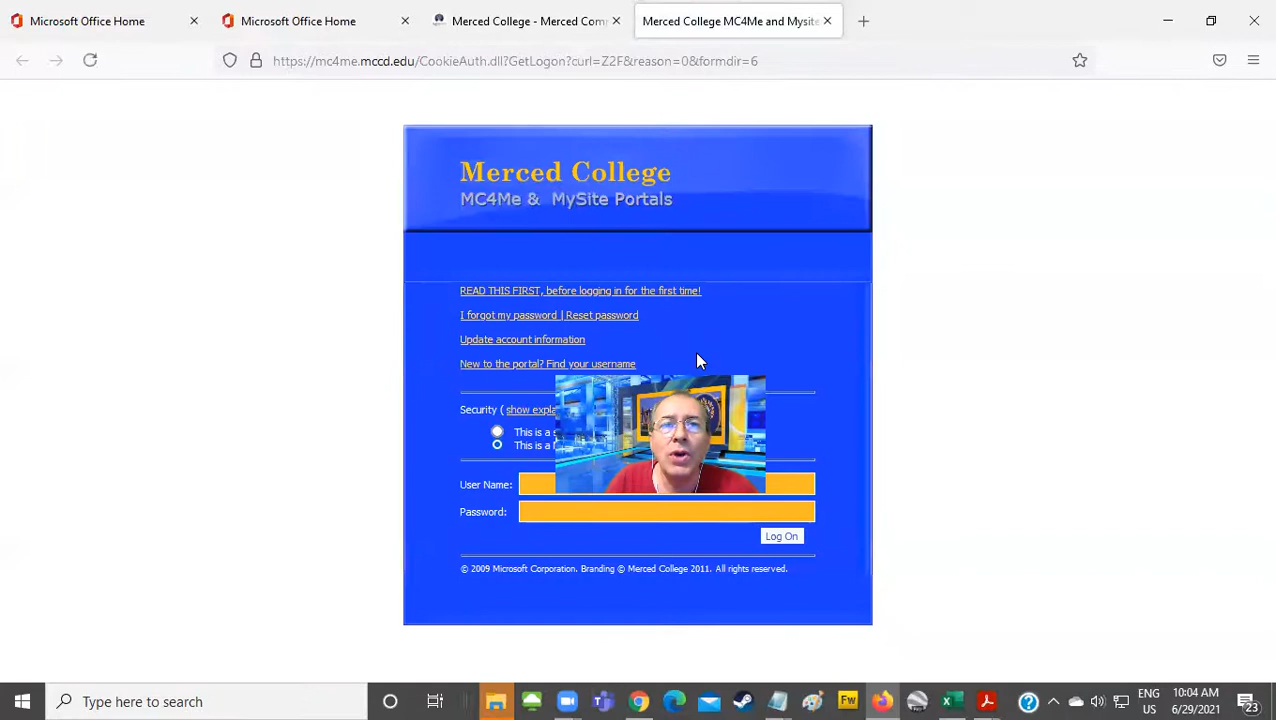 Microsoft Office Home
Microsoft Office Home
Merced College - Merced Com
Merced College MC4Me and Mysite
https://mc4me.mccd.edu/CookieAuth.dll?GetLogon?curl=Z2F&reason=0&formdir=6
Merced College
MC4Me & MySite Portals
READ THIS FIRST, before logging in for the first time!
I forgot my password | Reset password
Update account information
New to the portal? Find your username
Security ( show expla
This is a
This is a
User Name:
Password:
Log On
© 2009 Microsoft Corporation. Branding © Merced College 2011. All rights reserved.
Type here to search
Fw
ENG
US
10:04 AM
6/29/2021
23